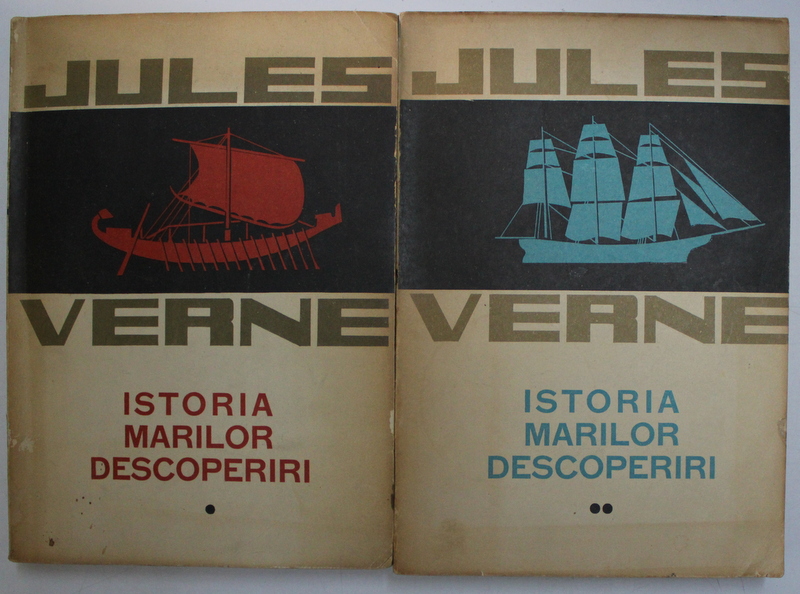 JULES
VERNE
ISTORIA
MARILOR
DESCOPERIRI
JULES
VERNE
ISTORIA
MARILOR
DESCOPERIRI